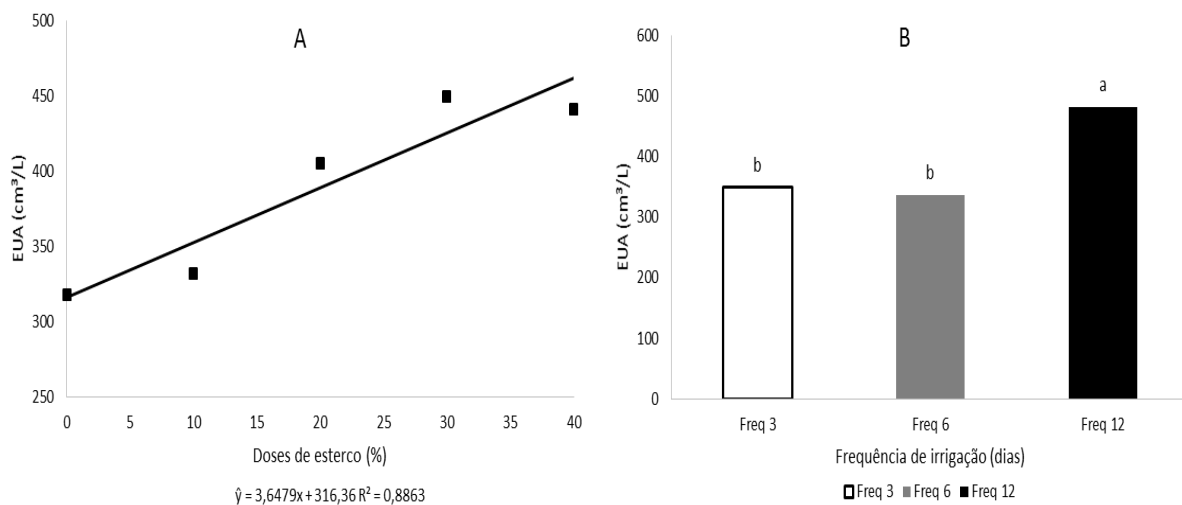 A
EUA (cm³/L)
500
450
400
350
300
250
0 5 10 15 20 25 30 35 40
Doses de esterco (%)
ŷ = 3,6479x + 316,36 R² = 0,8863
B
EUA (cm³/L)
600
500
400
300
200
100
0
b b a
Freq 3 Freq 6 Freq 12
Frequência de irrigação (dias)
Freq 3 Freq 6 Freq 12